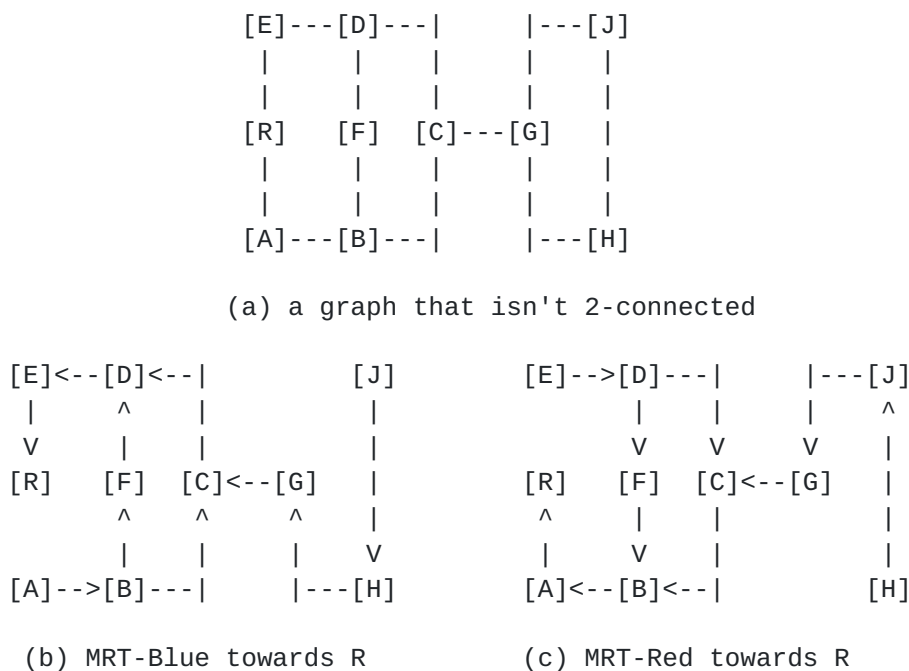 [E]---[D]---|     |---[J]
 |     |    |     |    |
 |     |    |     |    |
[R]   [F]  [C]---[G]   |
 |     |    |     |    |
 |     |    |     |    |
[A]---[B]---|     |---[H]
(a) a graph that isn't 2-connected
[E]<--[D]<--|         [J]        [E]-->[D]---|     |---[J]
 |     ^    |          |                |    |     |    ^
 V     |    |          |                V    V     V    |
[R]   [F]  [C]<--[G]   |         [R]   [F]  [C]<--[G]   |
       ^    ^     ^    |          ^     |    |          |
       |    |     |    V          |     V    |          |
[A]-->[B]---|     |---[H]        [A]<--[B]<--|         [H]
(b) MRT-Blue towards R          (c) MRT-Red towards R